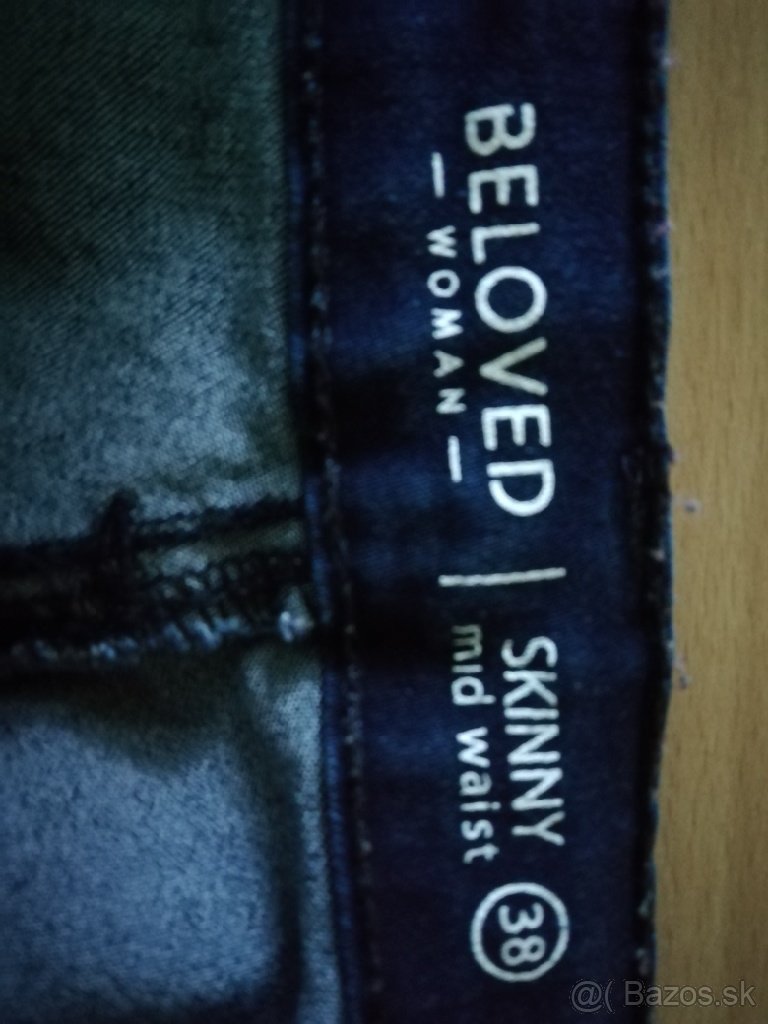 BELOVED
— WOMAN —
|
SKINNY
mid waist
38
@( Bazos.sk